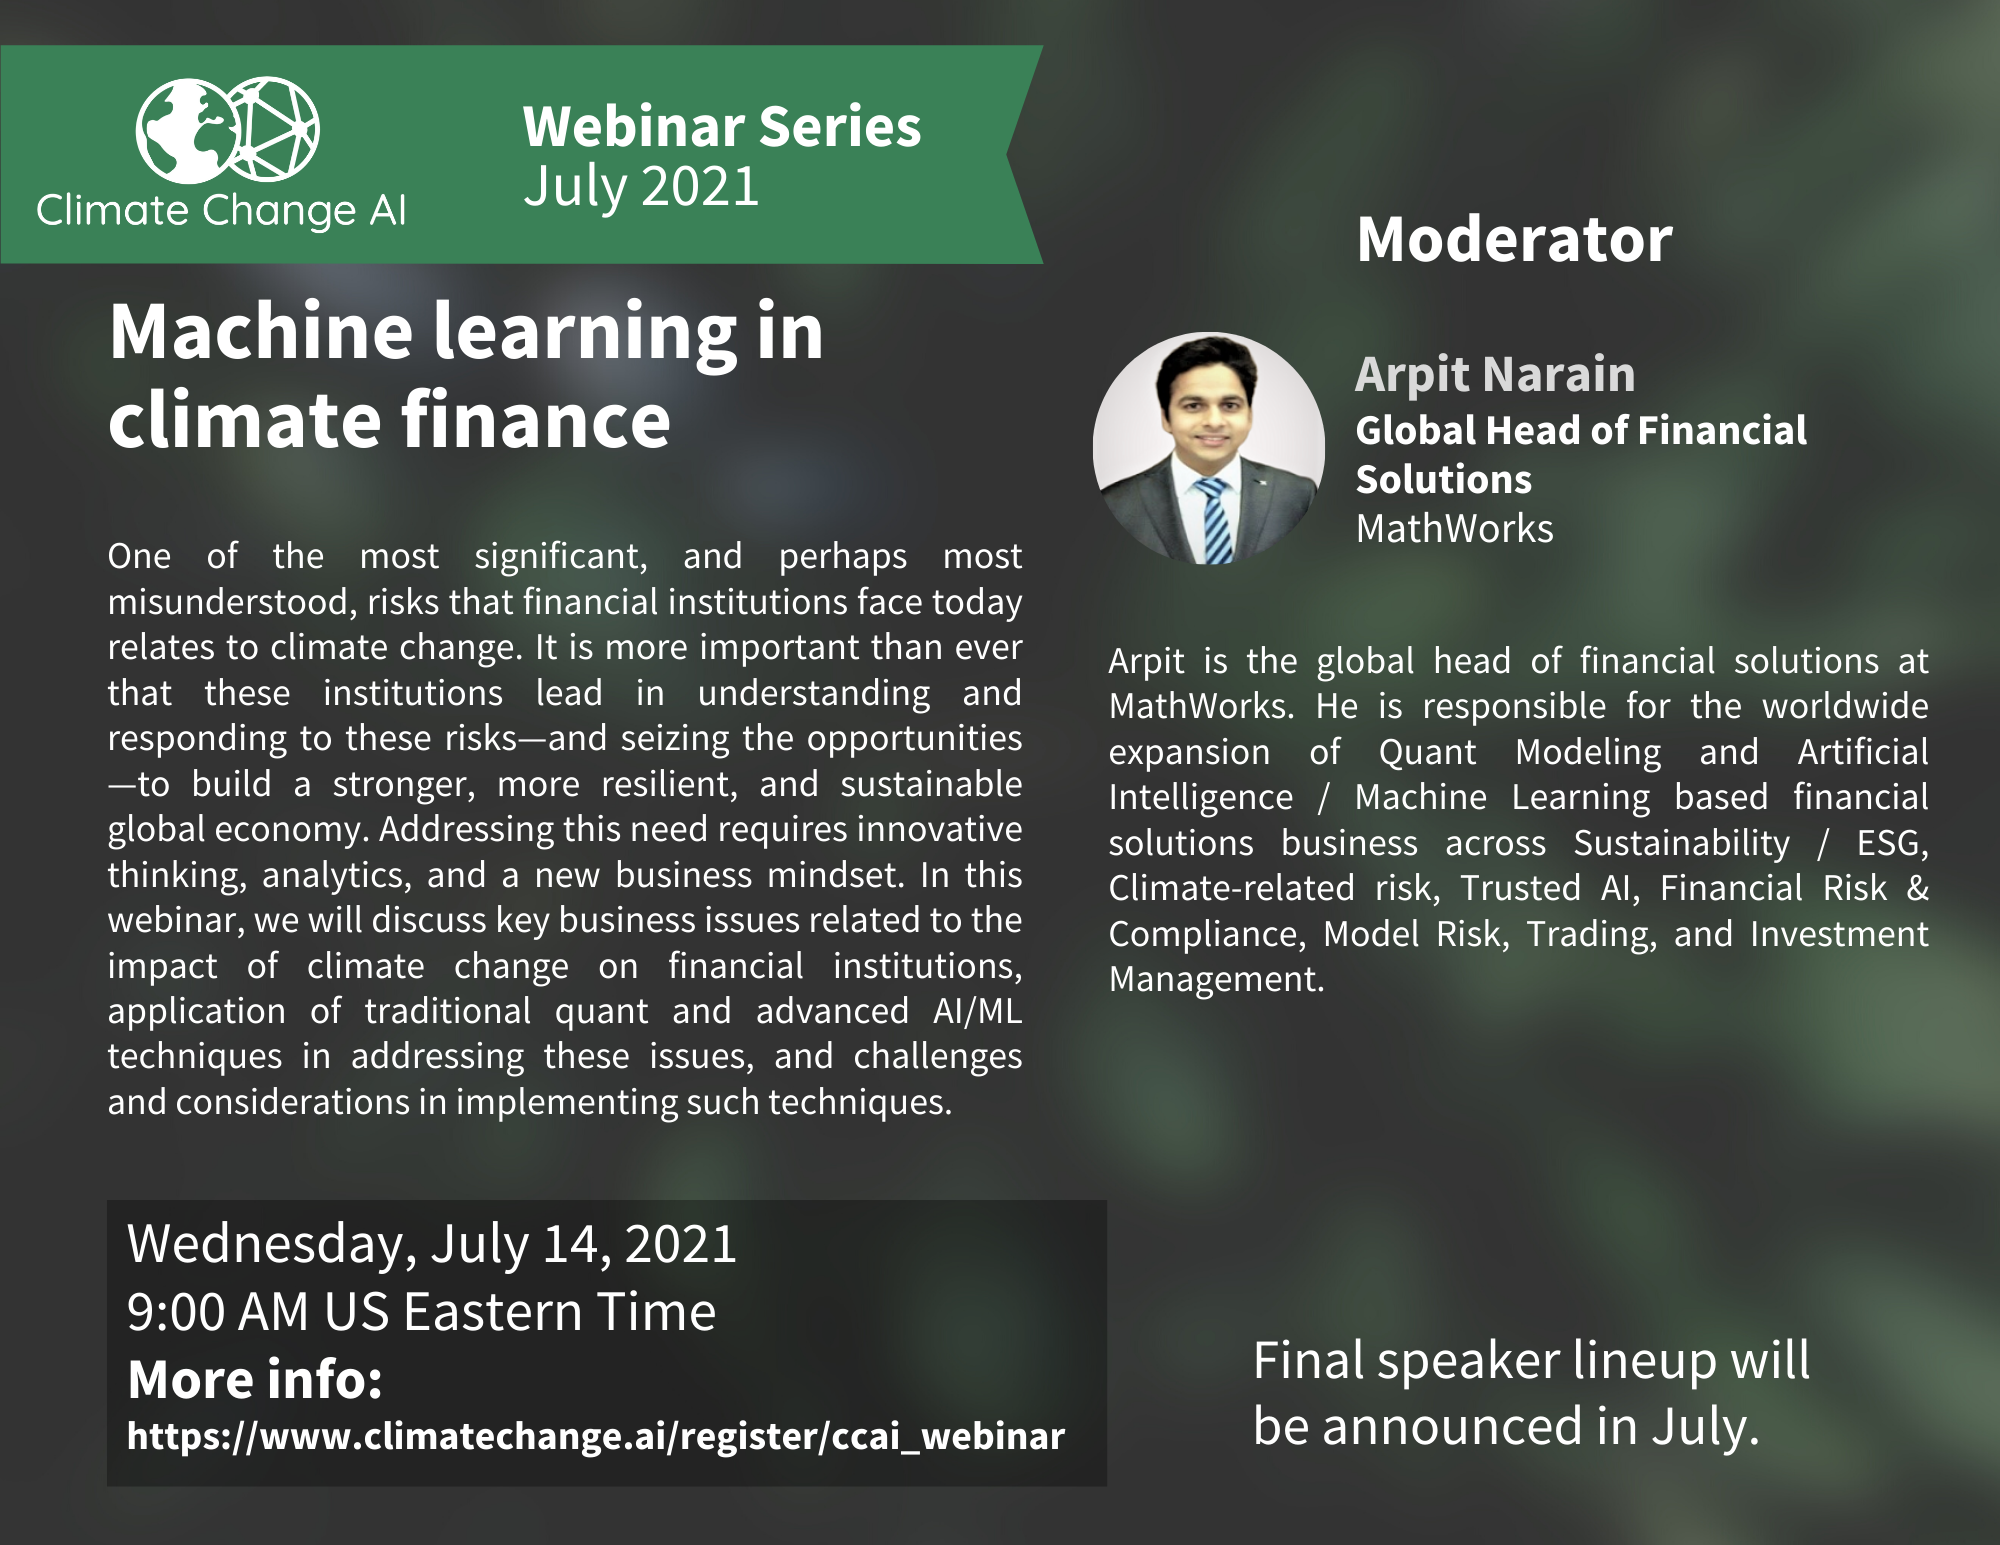 Climate Change AI
Webinar Series
July 2021
Machine learning in
climate finance
One of the most significant, and perhaps most
misunderstood, risks that financial institutions face today
relates to climate change. It is more important than ever
that these institutions lead in understanding and
responding to these risks—and seizing the opportunities
—to build a stronger, more resilient, and sustainable
global economy. Addressing this need requires innovative
thinking, analytics, and a new business mindset. In this
webinar, we will discuss key business issues related to the
impact of climate change on financial institutions,
application of traditional quant and advanced AI/ML
techniques in addressing these issues, and challenges
and considerations in implementing such techniques.
Wednesday, July 14, 2021
9:00 AM US Eastern Time
More info:
https://www.climatechange.ai/register/ccai_webinar
Moderator
Arpit Narain
Global Head of Financial
Solutions
MathWorks
Arpit is the global head of financial solutions at
MathWorks. He is responsible for the worldwide
expansion of Quant Modeling and Artificial
Intelligence / Machine Learning based financial
solutions business across Sustainability / ESG,
Climate-related risk, Trusted AI, Financial Risk &
Compliance, Model Risk, Trading, and Investment
Management.
Final speaker lineup will
be announced in July.